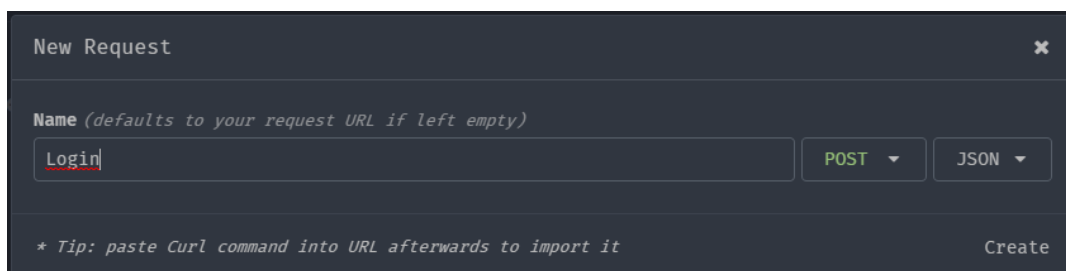 New Request
Name (defaults to your request URL if left empty)
Login POST JSON
* Tip: paste Curl command into URL afterwards to import it Create